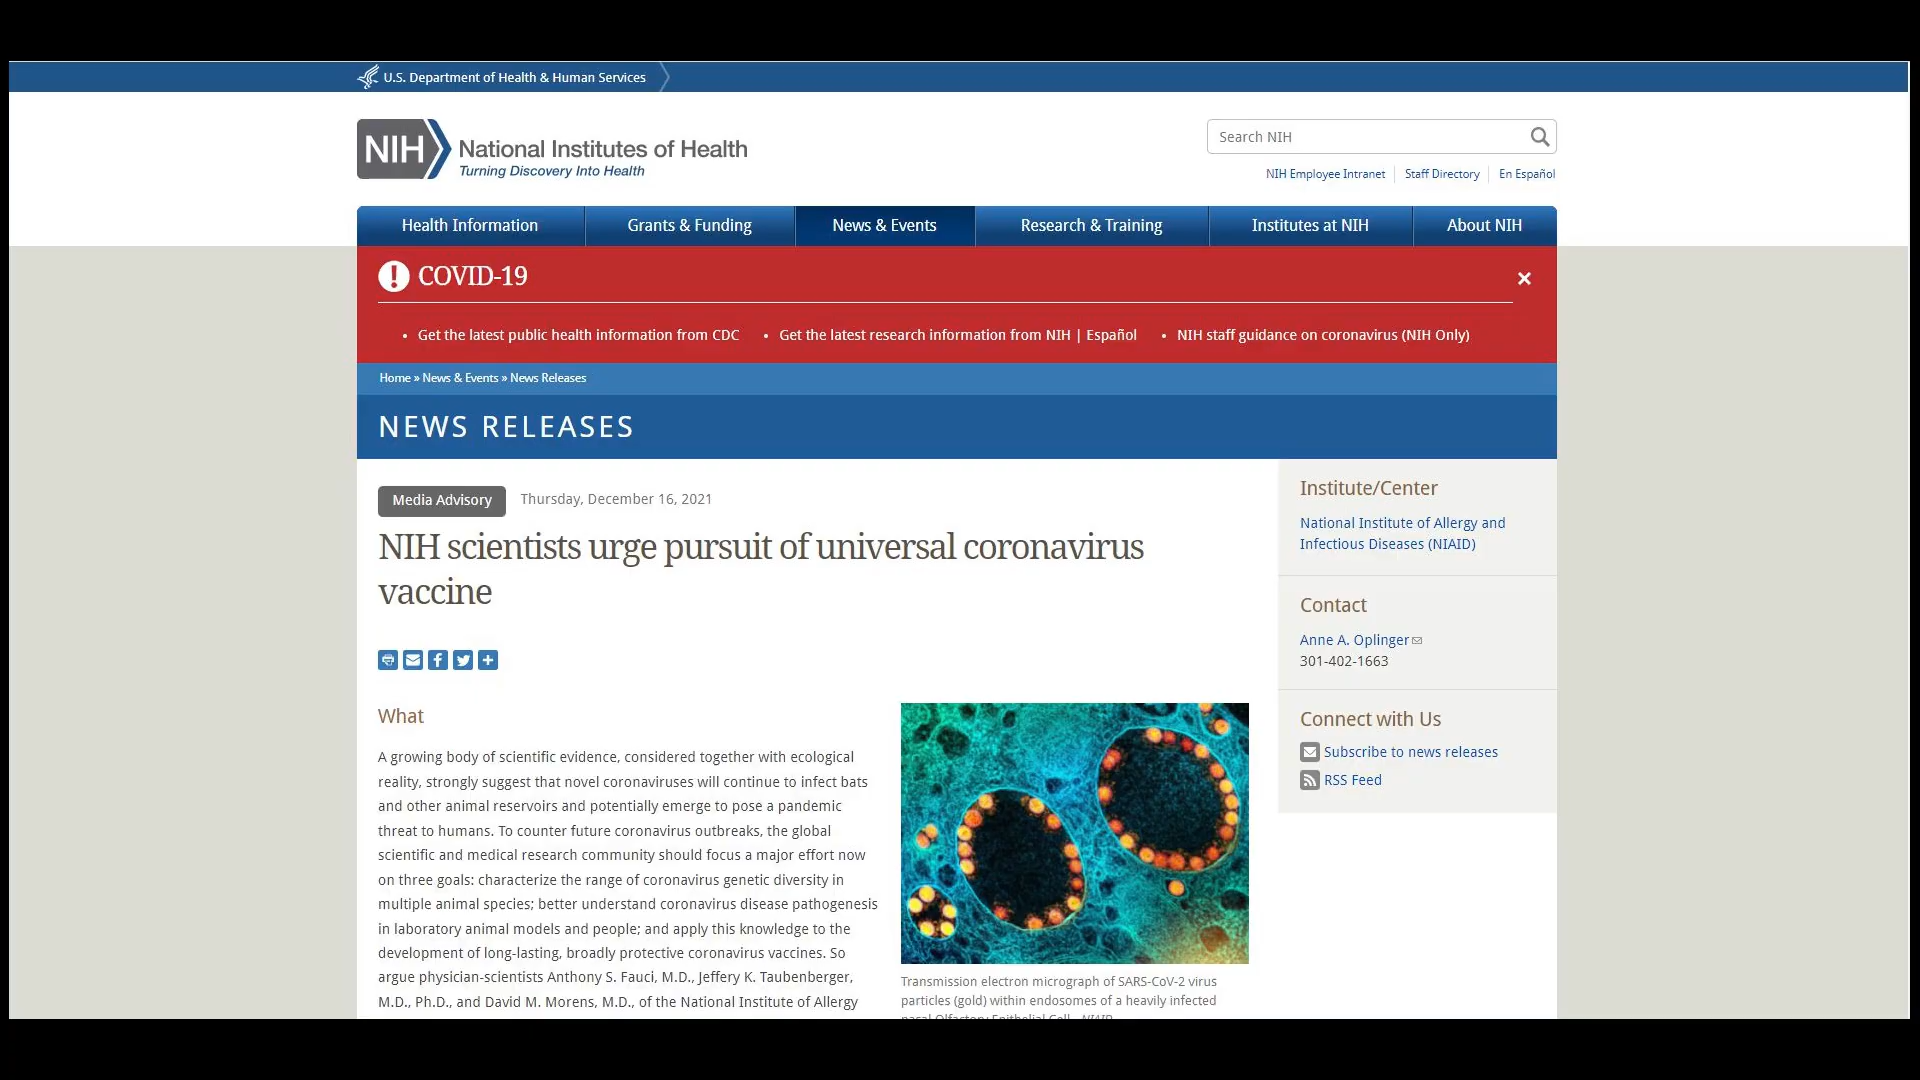 U.S. Department of Health & Human Services
NIH National Institutes of Health
Turning Discovery Into Health
Search NIH
NIH Employee Intranet Staff Directory En Español
Health Information Grants & Funding News & Events Research & Training Institutes at NIH About NIH
! COVID-19 ×
• Get the latest public health information from CDC • Get the latest research information from NIH | Español • NIH staff guidance on coronavirus (NIH Only)
Home » News & Events » News Releases
NEWS RELEASES
Media Advisory Thursday, December 16, 2021
NIH scientists urge pursuit of universal coronavirus
vaccine
What
A growing body of scientific evidence, considered together with ecological
reality, strongly suggest that novel coronaviruses will continue to infect bats
and other animal reservoirs and potentially emerge to pose a pandemic
threat to humans. To counter future coronavirus outbreaks, the global
scientific and medical research community should focus a major effort now
on three goals: characterize the range of coronavirus genetic diversity in
multiple animal species; better understand coronavirus disease pathogenesis
in laboratory animal models and people; and apply this knowledge to the
development of long-lasting, broadly protective coronavirus vaccines. So
argue physician-scientists Anthony S. Fauci, M.D., Jeffery K. Taubenberger,
M.D., Ph.D., and David M. Morens, M.D., of the National Institute of Allergy
Transmission electron micrograph of SARS-CoV-2 virus
particles (gold) within endosomes of a heavily infected
nasal Olfactory Epithelial Cell. NIAID
Institute/Center
National Institute of Allergy and
Infectious Diseases (NIAID)
Contact
Anne A. Oplinger
301-402-1663
Connect with Us
Subscribe to news releases
RSS Feed